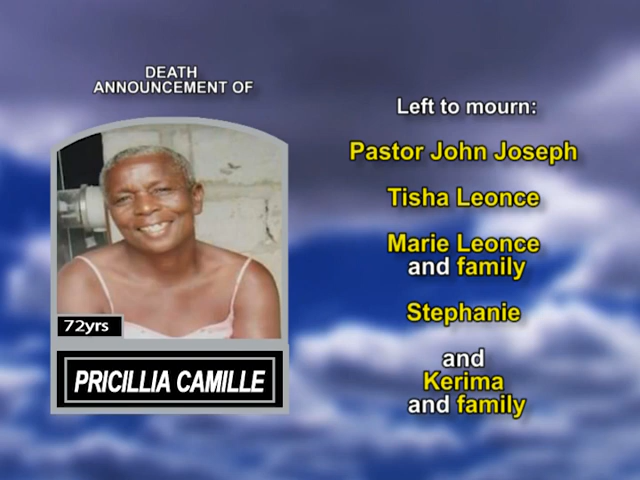 DEATH
ANNOUNCEMENT OF
72yrs
PRICILLIA CAMILLE
Left to mourn:
Pastor John Joseph
Tisha Leonce
Marie Leonce
and family
Stephanie
and
Kerima
and family